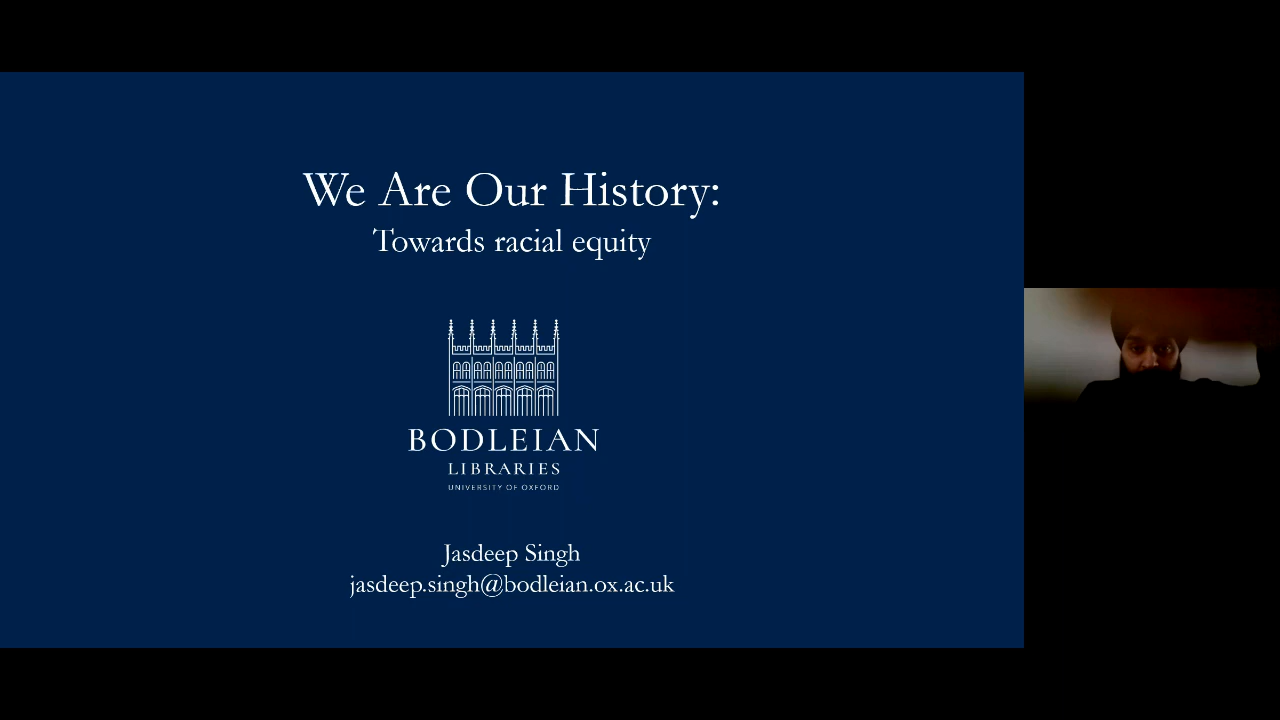 We Are Our History:
Towards racial equity
BODLEIAN
LIBRARIES
UNIVERSITY OF OXFORD
Jasdeep Singh
jasdeep.singh@bodleian.ox.ac.uk